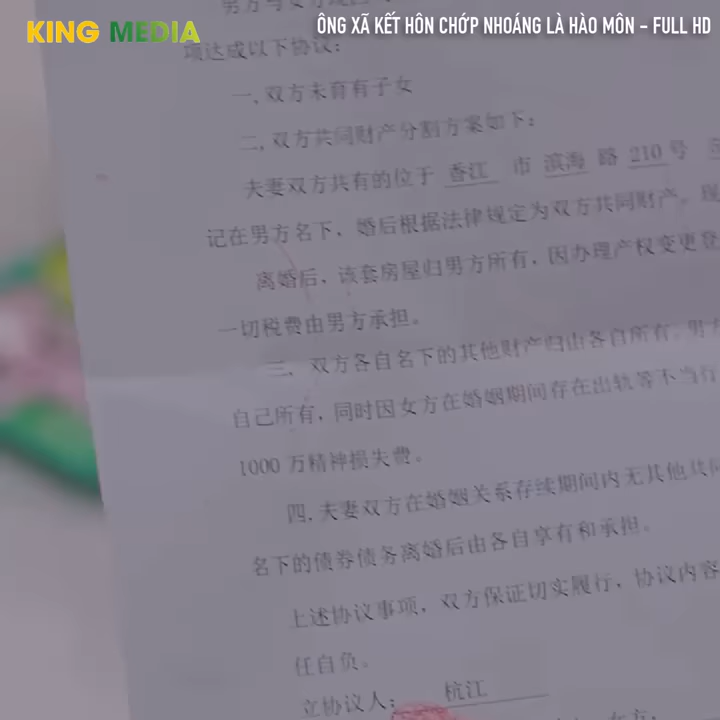 KING MEDIA
ÔNG XÃ KẾT HÔN CHỚP NHOÁNG LÀ HÀO MÔN - FULL HD
项达成以下协议：
一，双方未育有子女
二，双方共同财产分割方案如下：
夫妻双方共有的位于 香江 市 滨海 路 210 号
记在男方名下，婚后根据法律规定为双方共同财产。现
离婚后，该套房屋归男方所有，因办理产权变更登
一切税费由男方承担。
三，双方各自名下的其他财产归由各自所有，男方
自己所有，同时因女方在婚姻期间存在出轨等不当行
1000 万精神损失费。
四，夫妻双方在婚姻关系存续期间内无其他共同
名下的债券债务离婚后由各自享有和承担。
上述协议事项，双方保证切实履行，协议内容
任自负。
立协议人： 杭江
女方：